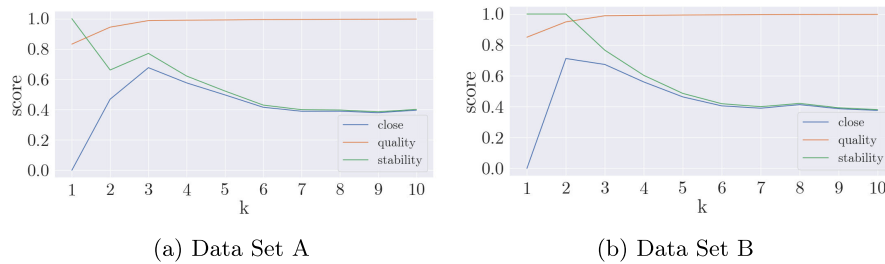 1.0
0.8
0.6
0.4
0.2
0.0
score
1 2 3 4 5 6 7 8 9 10
k
close
quality
stability
(a) Data Set A
1.0
0.8
0.6
0.4
0.2
0.0
score
1 2 3 4 5 6 7 8 9 10
k
close
quality
stability
(b) Data Set B